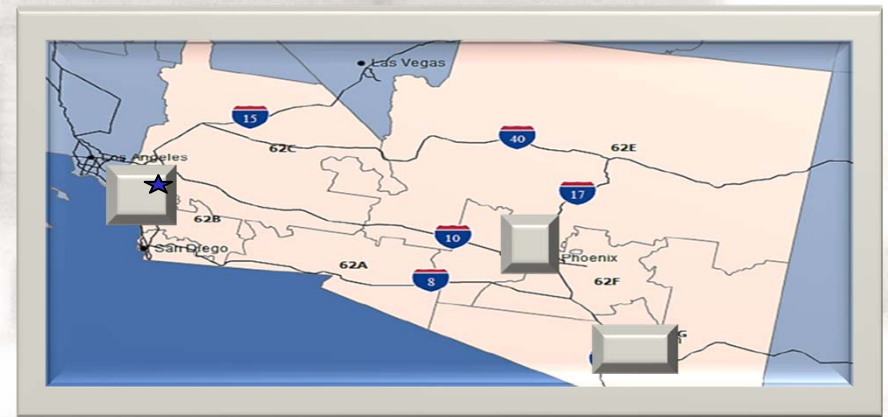 Las Vegas
15
40
62E
62C
Los Angeles
17
62B
10
San Diego
Phoenix
62A
8
62F
G